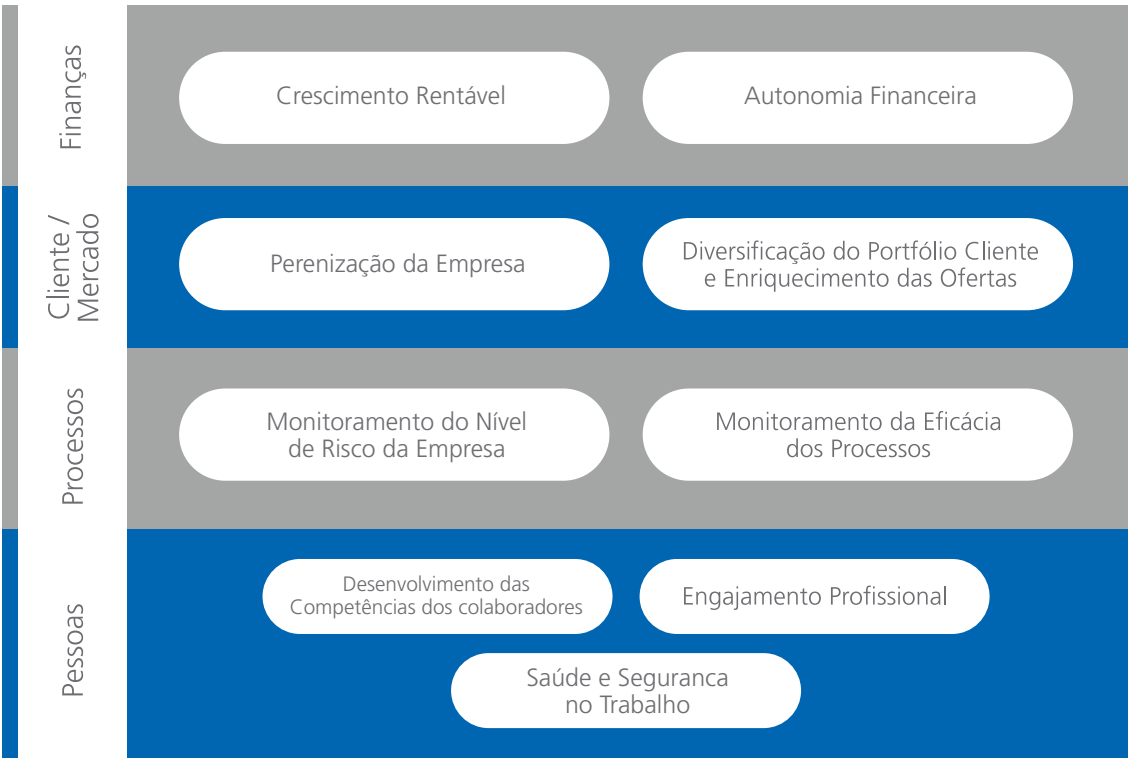 Finanças
Crescimento Rentável
Autonomia Financeira
Cliente /
Mercado
Perenização da Empresa
Diversificação do Portfólio Cliente
e Enriquecimento das Ofertas
Processos
Monitoramento do Nível
de Risco da Empresa
Monitoramento da Eficácia
dos Processos
Pessoas
Desenvolvimento das
Competências dos colaboradores
Engajamento Profissional
Saúde e Seguranca
no Trabalho